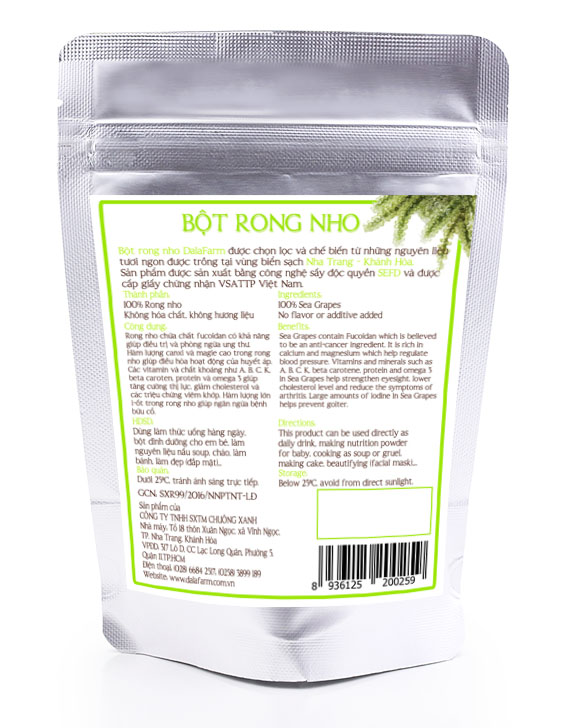 BỘT RONG NHO
Bột rong nho DalaFarm được chọn lọc và chế biến từ những nguyên liệu
tươi ngon được trồng tại vùng biển sạch Nha Trang - Khánh Hòa.
Sản phẩm được sản xuất bằng công nghệ sấy độc quyền SEFD và được
cấp giấy chứng nhận VSATTP Việt Nam.
Thành phần:
100% Rong nho
Không hóa chất, không hương liệu
Công dụng:
Rong nho chứa chất fucoidan có khả năng
giúp điều trị và phòng ngừa ung thư.
Hàm lượng canxi và magie cao trong rong
nho giúp điều hòa hoạt động của huyết áp.
Các vitamin và chất khoáng như A, B, C, K,
beta caroten, protein và omega 3 giúp
tăng cường thị lực, giảm cholesterol và
các triệu chứng viêm khớp. Hàm lượng lớn
i-ốt trong rong nho giúp ngăn ngừa bệnh
bứu cổ.
HDSD:
Dùng làm thức uống hàng ngày,
bột dinh dưỡng cho em bé, làm
nguyên liệu nấu soup, cháo, làm
bánh, làm đẹp (đắp mặt)...
Bảo quản:
Dưới 25ºC, tránh ánh sáng trực tiếp.
Ingredients:
100% Sea Grapes
No flavor or additive added
Benefits:
Sea Grapes contain Fucoidan which is believed
to be an anti-cancer ingredient. It is rich in
calcium and magnesium which help regulate
blood pressure. Vitamins and minerals such as
A, B, C, K, beta carotene, protein and omega 3
in Sea Grapes help strengthen eyesight, lower
cholesterol level and reduce the symptoms of
arthritis. Large amounts of iodine in Sea Grapes
helps prevent goiter.
Directions:
This product can be used directly as
daily drink, making nutrition powder
for baby, cooking as soup or gruel,
making cake, beautifying (facial mask)...
Storage:
Below 25ºC, avoid from direct sunlight.
GCN: SXR99/2016/NNPTNT-LĐ
Sản phẩm của
CÔNG TY TNHH SXTM CHUÔNG XANH
Nhà máy: Tổ 18 thôn Xuân Ngọc, xã Vĩnh Ngọc,
TP. Nha Trang, Khánh Hòa
VPĐD: 317 Lô D, CC Lạc Long Quân, Phường 5,
Quận 11,TP.HCM
Điện thoại: (028) 6684 2517, (0258) 3899 189
Website: www.dalafarm.com.vn
8 936125 200259